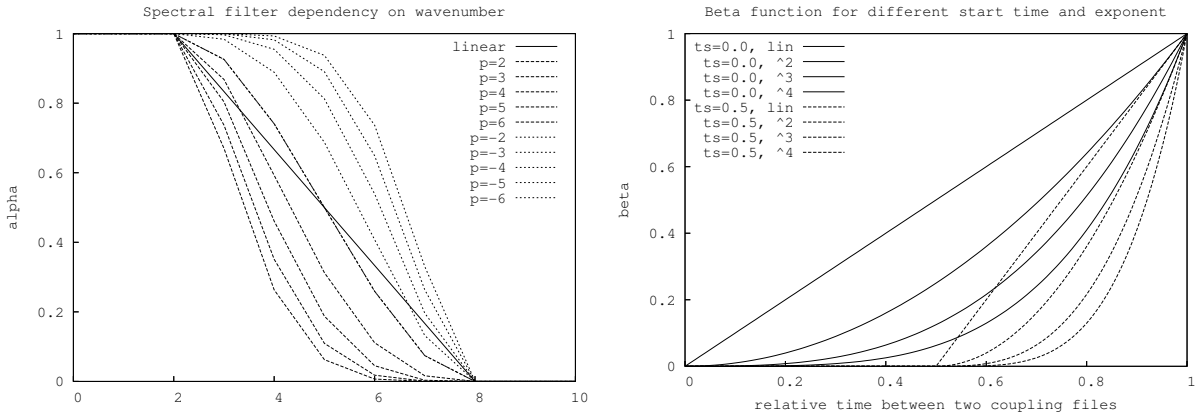 Spectral filter dependency on wavenumber
alpha
1
0.8
0.6
0.4
0.2
0
0 2 4 6 8 10
linear
p=2
p=3
p=4
p=5
p=6
p=-2
p=-3
p=-4
p=-5
p=-6
Beta function for different start time and exponent
beta
1
0.8
0.6
0.4
0.2
0
0 0.2 0.4 0.6 0.8 1
relative time between two coupling files
ts=0.0, lin
ts=0.0, ^2
ts=0.0, ^3
ts=0.0, ^4
ts=0.5, lin
ts=0.5, ^2
ts=0.5, ^3
ts=0.5, ^4